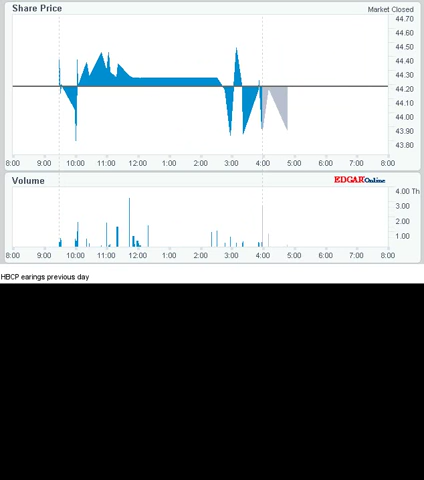 Share Price
Market Closed
44.70
44.60
44.50
44.40
44.30
44.20
44.10
44.00
43.90
43.80
8:00 9:00 10:00 11:00 12:00 1:00 2:00 3:00 4:00 5:00 6:00 7:00 8:00
Volume
EDGAR Online
4.00 Th
3.00
2.00
1.00
8:00 9:00 10:00 11:00 12:00 1:00 2:00 3:00 4:00 5:00 6:00 7:00 8:00
HBCP earings previous day